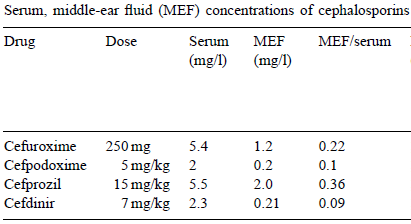 Serum, middle-ear fluid (MEF) concentrations of cephalosporins
Drug Dose Serum MEF MEF/serum
(mg/l) (mg/l)
Cefuroxime 250 mg 5.4 1.2 0.22
Cefpodoxime 5 mg/kg 2 0.2 0.1
Cefprozil 15 mg/kg 5.5 2.0 0.36
Cefdinir 7 mg/kg 2.3 0.21 0.09